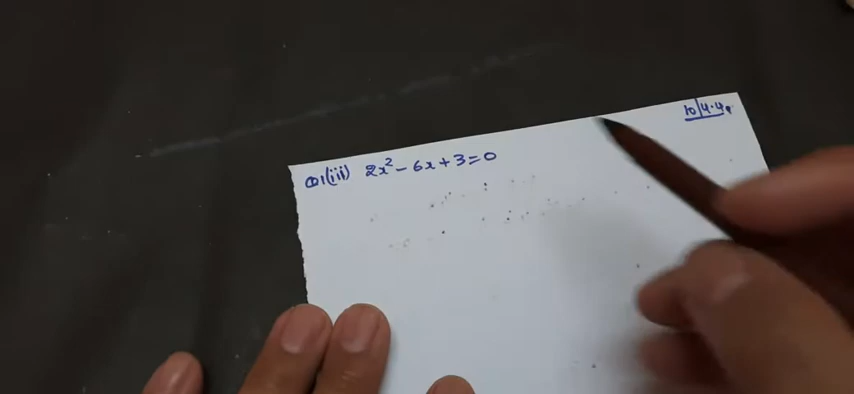 Q1(iii) 2x² - 6x + 3 = 0
10|4.4